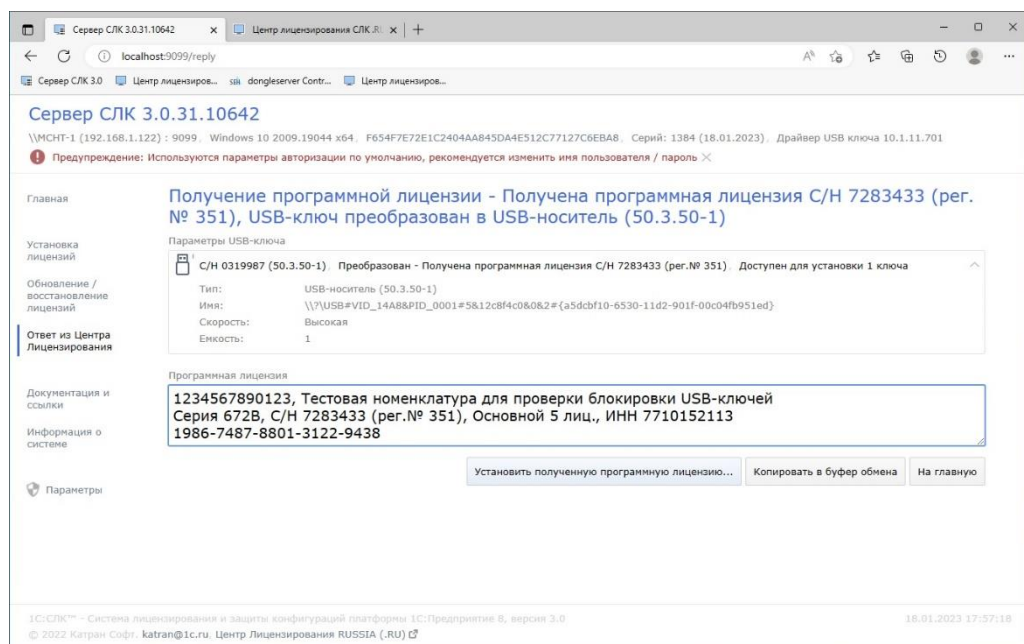 Сервер СЛК 3.0.31.10642
Центр лицензирования СЛК .R
localhost:9099/reply
Сервер СЛК 3.0 Центр лицензиров... dongleserver Contr... Центр лицензиров...
Сервер СЛК 3.0.31.10642
\\MCHT-1 (192.168.1.122) : 9099, Windows 10 2009.19044 x64, F654F7E72E1C2404AA845DA4E512C77127C6EBA8, Серий: 1384 (18.01.2023), Драйвер USB ключа 10.1.11.701
Предупреждение: Используются параметры авторизации по умолчанию, рекомендуется изменить имя пользователя / пароль
Главная
Установка
лицензий
Обновление /
восстановление
лицензий
Ответ из Центра
Лицензирования
Документация и
ссылки
Информация о
системе
Параметры
Получение программной лицензии - Получена программная лицензия С/Н 7283433 (рег.
№ 351), USB-ключ преобразован в USB-носитель (50.3.50-1)
Параметры USB-ключа
С/Н 0319987 (50.3.50-1), Преобразован - Получена программная лицензия С/Н 7283433 (рег.№ 351), Доступен для установки 1 ключа
Тип: USB-носитель (50.3.50-1)
Имя: \\?\USB#VID_14A8&PID_0001#5&12c8f4c0&0&2#{a5dcbf10-6530-11d2-901f-00c04fb951ed}
Скорость: Высокая
Емкость: 1
Программная лицензия
1234567890123, Тестовая номенклатура для проверки блокировки USB-ключей
Серия 672В, С/Н 7283433 (рег.№ 351), Основной 5 лиц., ИНН 7710152113
1986-7487-8801-3122-9438
Установить полученную программную лицензию... Копировать в буфер обмена На главную
1С:СЛК™ – Система лицензирования и защиты конфигураций платформы 1С:Предприятие 8, версия 3.0 18.01.2023 17:57:18
© 2022 Катран Софт, katran@1c.ru, Центр Лицензирования RUSSIA (.RU)